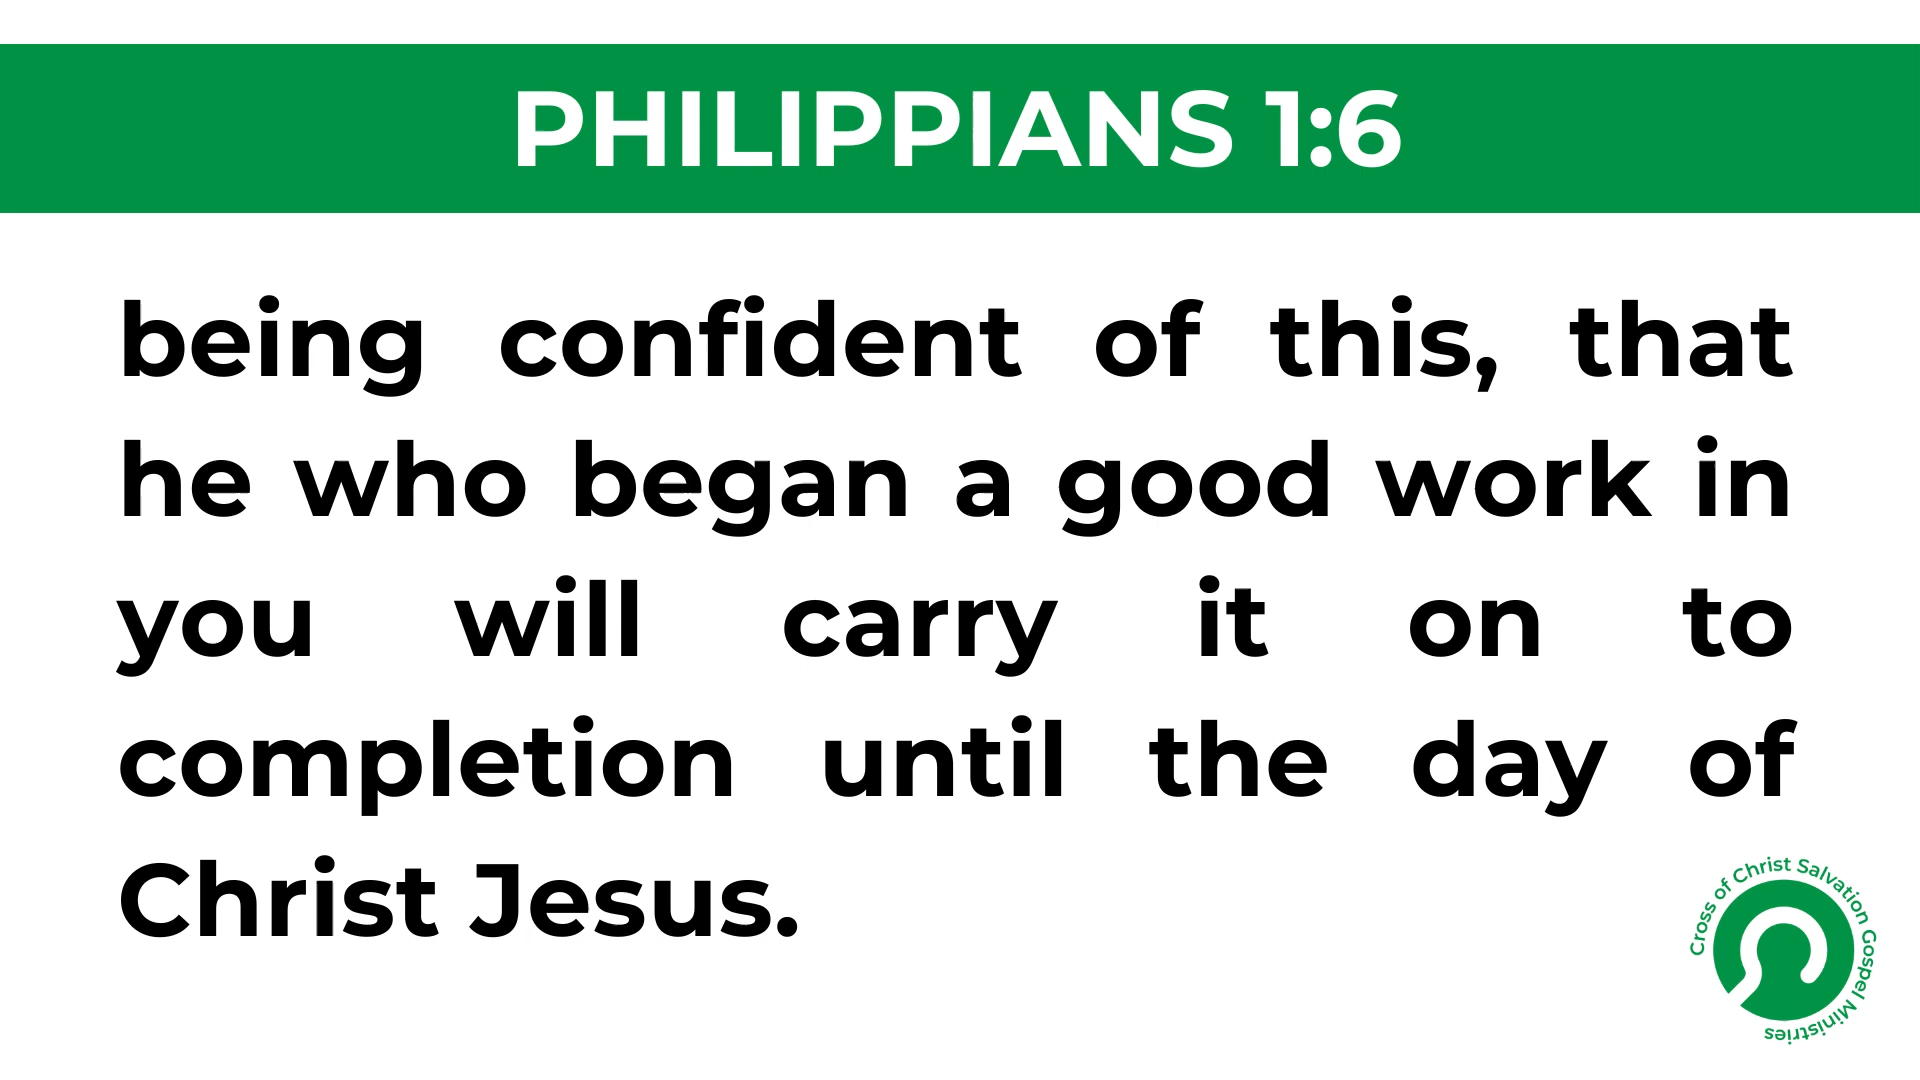 PHILIPPIANS 1:6
being confident of this, that
he who began a good work in
you will carry it on to
completion until the day of
Christ Jesus.
Cross of Christ Salvation Gospel Ministries